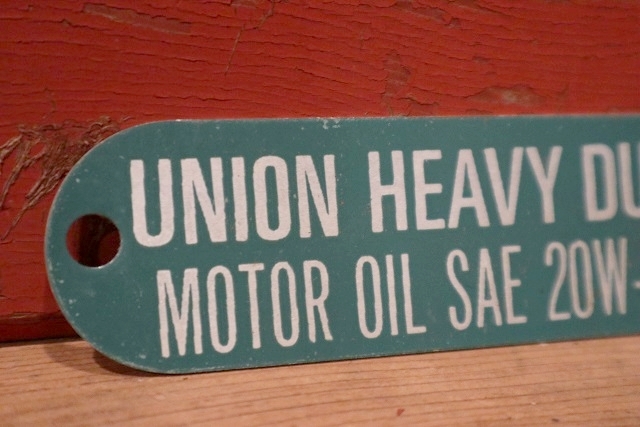 UNION HEAVY DU
MOTOR OIL SAE 20W-